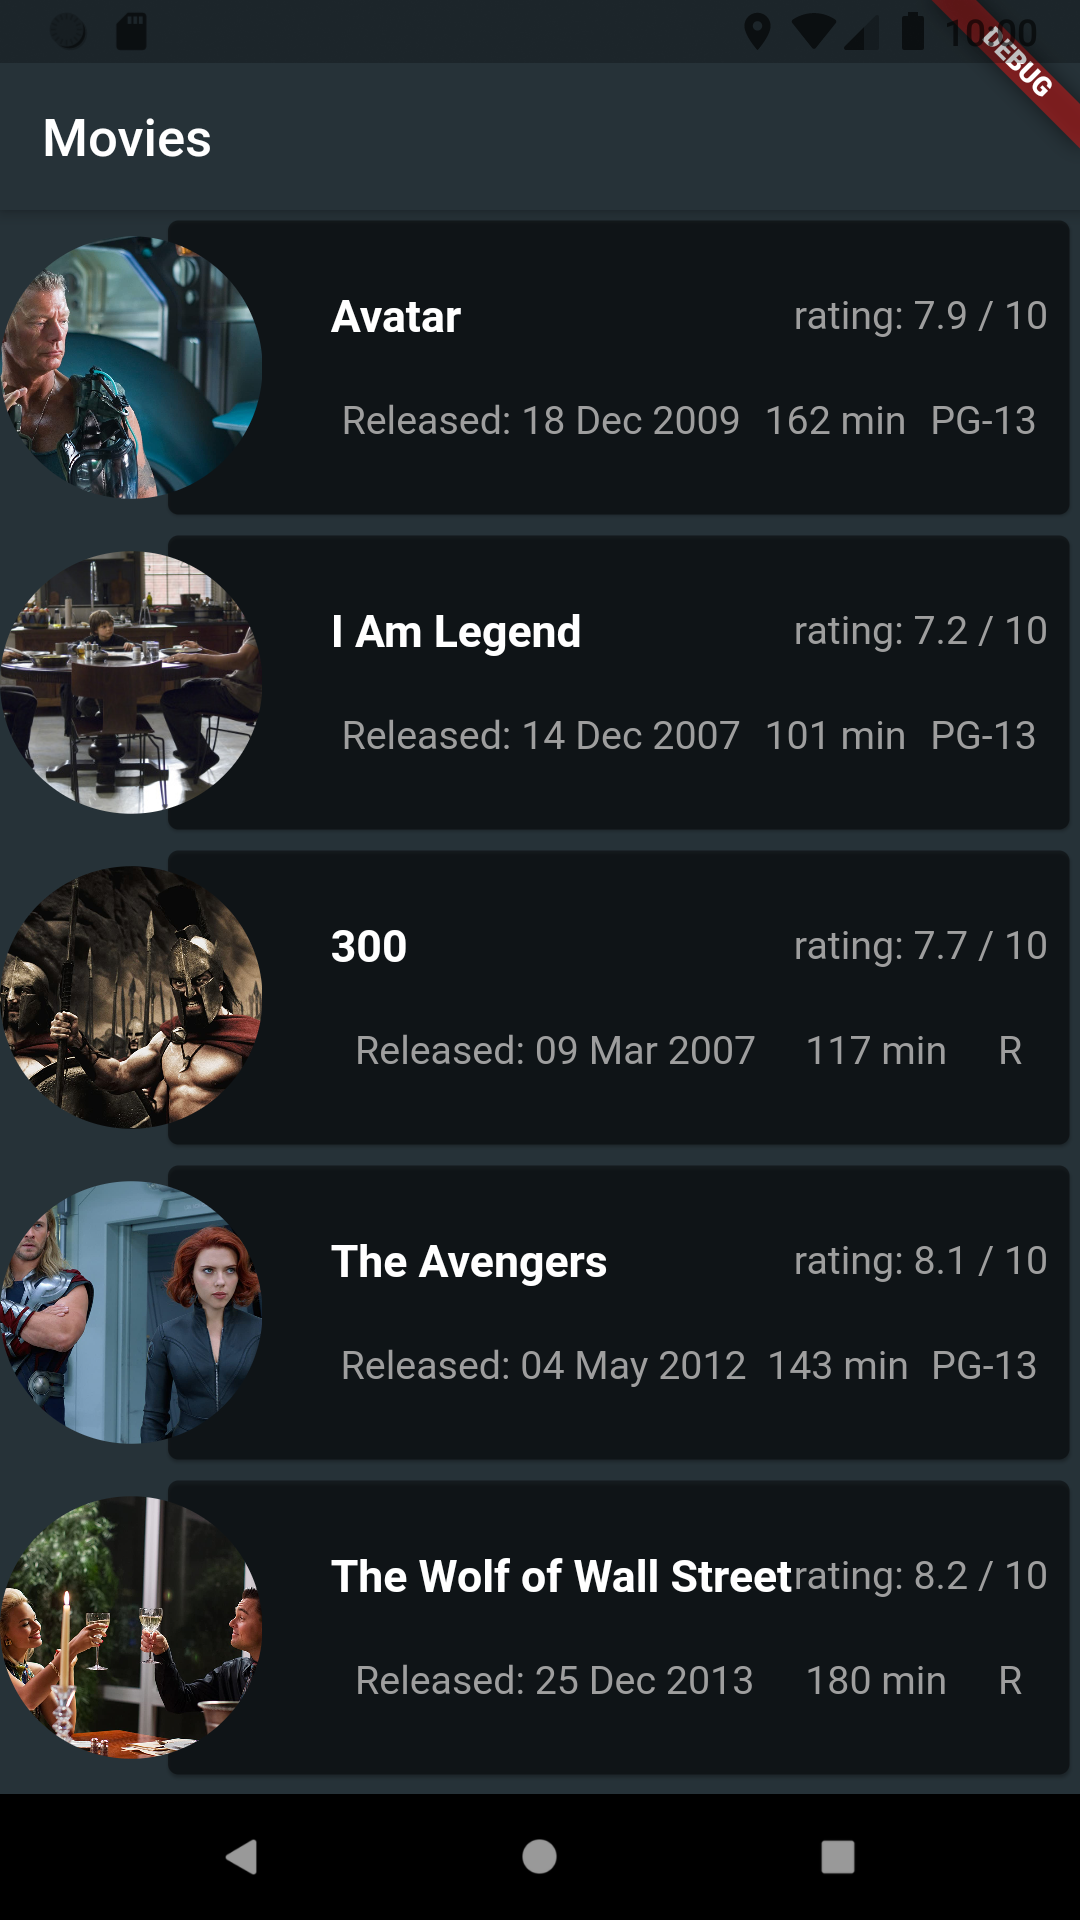 10:00
DEBUG
Movies
Avatar rating: 7.9 / 10
Released: 18 Dec 2009 162 min PG-13
I Am Legend rating: 7.2 / 10
Released: 14 Dec 2007 101 min PG-13
300 rating: 7.7 / 10
Released: 09 Mar 2007 117 min R
The Avengers rating: 8.1 / 10
Released: 04 May 2012 143 min PG-13
The Wolf of Wall Street rating: 8.2 / 10
Released: 25 Dec 2013 180 min R